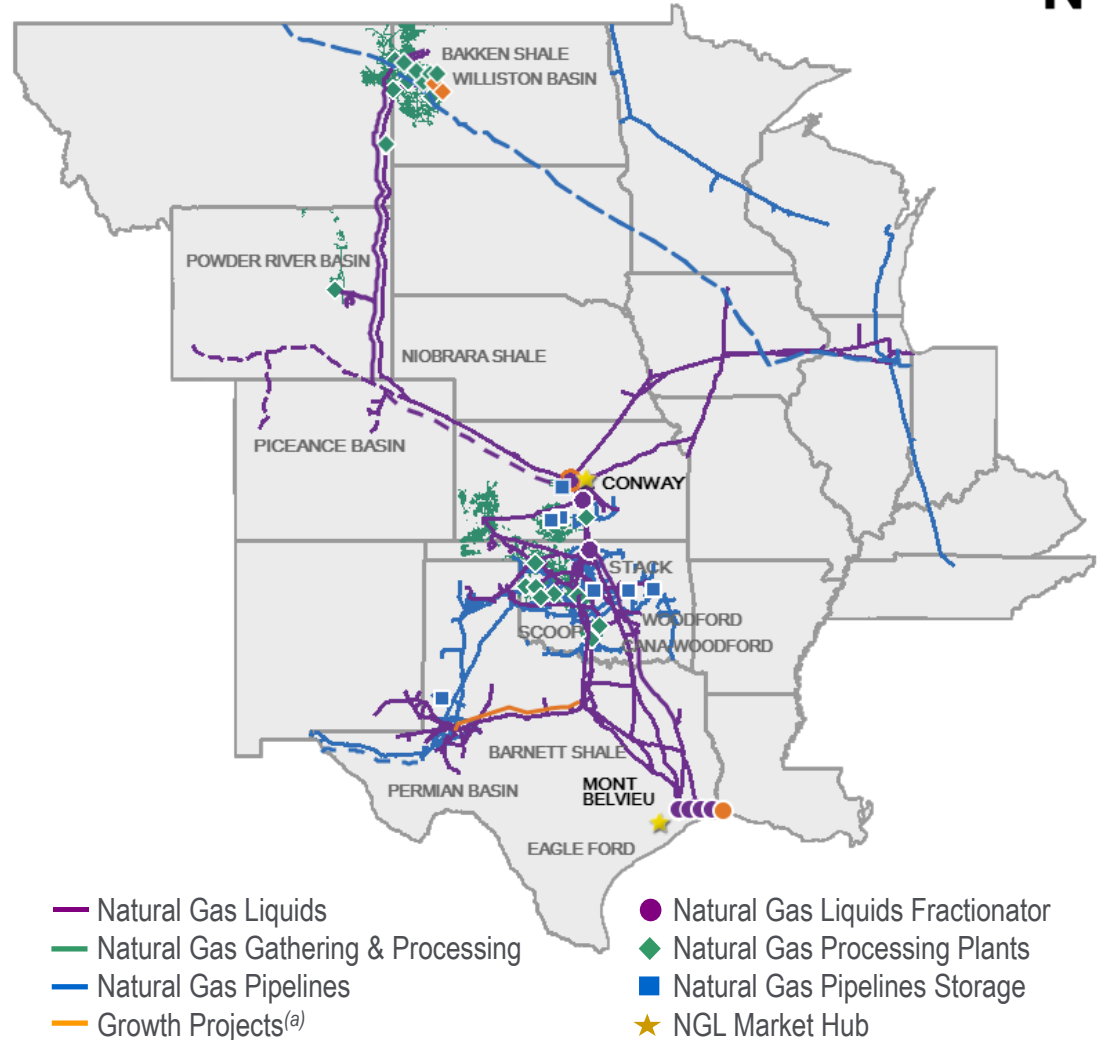 N
BAKKEN SHALE
WILLISTON BASIN
POWDER RIVER BASIN
NIOBRARA SHALE
PICEANCE BASIN
CONWAY
STACK
WOODFORD
SCOOP
CANA WOODFORD
BARNETT SHALE
PERMIAN BASIN
MONT
BELVIEU
EAGLE FORD
Natural Gas Liquids
Natural Gas Gathering & Processing
Natural Gas Pipelines
Growth Projects(a)
Natural Gas Liquids Fractionator
Natural Gas Processing Plants
Natural Gas Pipelines Storage
NGL Market Hub